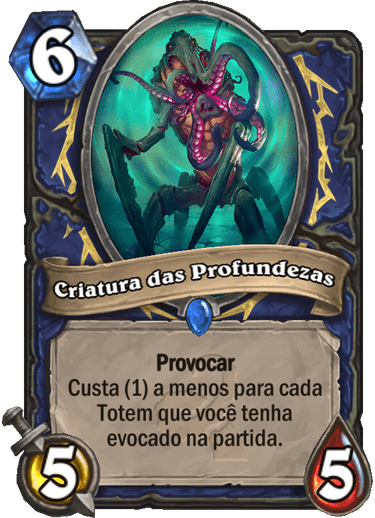 6
Criatura das Profundezas
Provocar
Custa (1) a menos para cada
Totem que você tenha
evocado na partida.
5
5